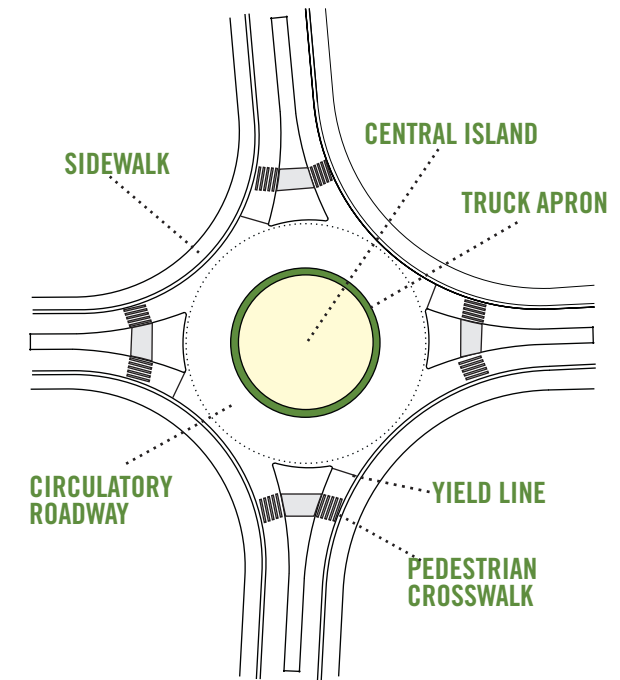 CENTRAL ISLAND
SIDEWALK
TRUCK APRON
CIRCULATORY
ROADWAY
YIELD LINE
PEDESTRIAN
CROSSWALK